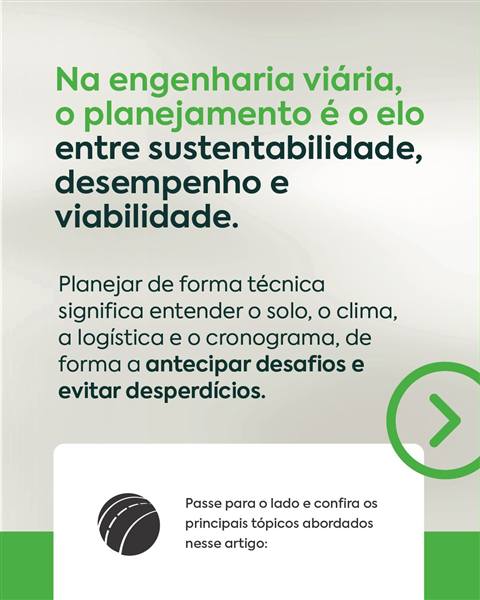 Na engenharia viária,
o planejamento é o elo
entre sustentabilidade,
desempenho e
viabilidade.
Planejar de forma técnica
significa entender o solo, o clima,
a logística e o cronograma, de
forma a antecipar desafios e
evitar desperdícios.
Passe para o lado e confira os
principais tópicos abordados
nesse artigo: